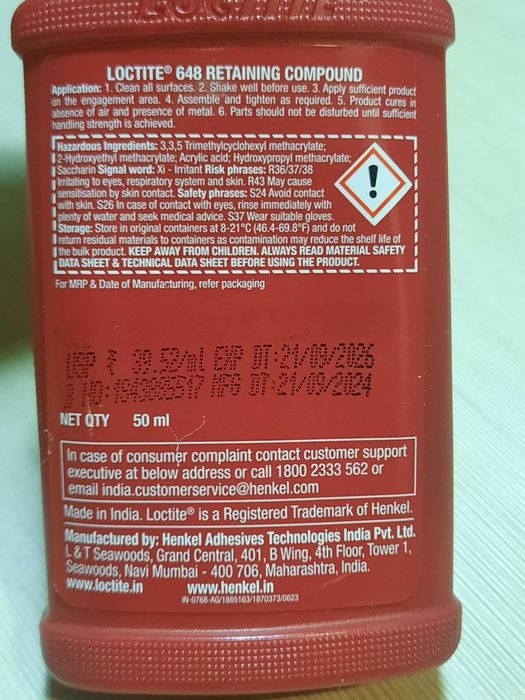 LOCTITE
LOCTITE® 648 RETAINING COMPOUND
Application: 1. Clean all surfaces. 2. Shake well before use. 3. Apply sufficient product
on the engagement area. 4. Assemble and tighten as required. 5. Product cures in
absence of air and presence of metal. 6. Parts should not be disturbed until sufficient
handling strength is achieved.
Hazardous Ingredients: 3,3,5 Trimethylcyclohexyl methacrylate;
2-Hydroxyethyl methacrylate; Acrylic acid; Hydroxypropyl methacrylate;
Saccharin Signal word: Xi - Irritant Risk phrases: R36/37/38
Irritating to eyes, respiratory system and skin. R43 May cause
sensitisation by skin contact. Safety phrases: S24 Avoid contact
with skin. S26 In case of contact with eyes, rinse immediately with
plenty of water and seek medical advice. S37 Wear suitable gloves.
Storage: Store in original containers at 8-21°C (46.4-69.8°F) and do not
return residual materials to containers as contamination may reduce the shelf life of
the bulk product. KEEP AWAY FROM CHILDREN. ALWAYS READ MATERIAL SAFETY
DATA SHEET & TECHNICAL DATA SHEET BEFORE USING THE PRODUCT.
For MRP & Date of Manufacturing, refer packaging
USP ₹ 39.58/ml EXP DT:21/09/2026
MFG DT:21/09/2024
NET QTY 50 ml
In case of consumer complaint contact customer support
executive at below address or call 1800 2333 562 or
email india.customerservice@henkel.com
Made in India. Loctite® is a Registered Trademark of Henkel.
Manufactured by: Henkel Adhesives Technologies India Pvt. Ltd.
L & T Seawoods, Grand Central, 401, B Wing, 4th Floor, Tower 1,
Seawoods, Navi Mumbai - 400 706, Maharashtra, India.
www.loctite.in www.henkel.in
IN-0768-AG/1865163/1870373/0623